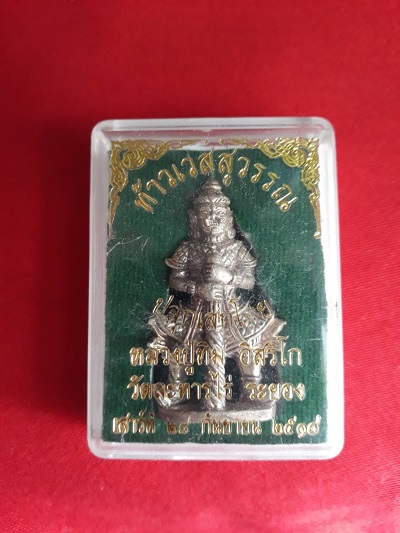 ท้าวเวสสุวรรณ
หลวงปู่ทิม อิสริโก
วัดละหารไร่ ระยอง
เสาร์ที่ ๒๘ กันยายน ๒๕๑๗